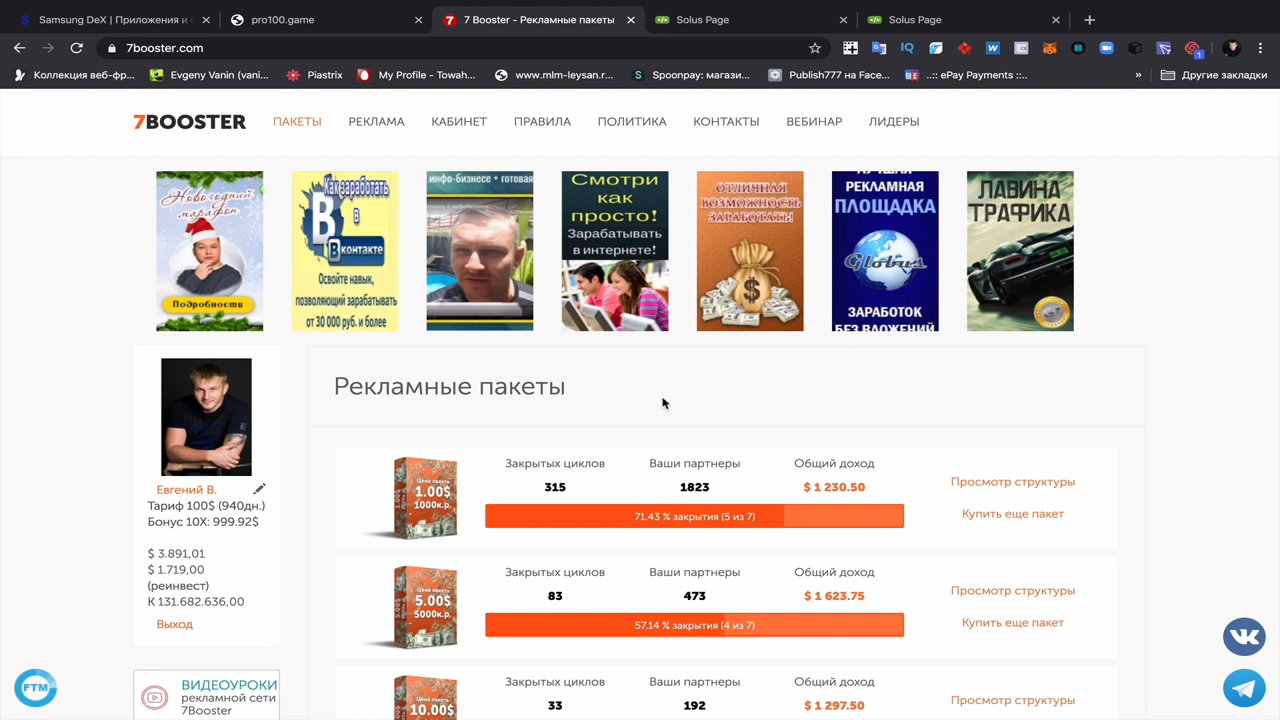 Samsung DeX | Приложения и с
pro100.game
7 Booster - Рекламные пакеты
Solus Page
Solus Page
7booster.com
Коллекция веб-фр...
Evgeny Vanin (vani...
Piastrix
My Profile - Towah...
www.mlm-leysan.r...
Spoonpay: магази...
Publish777 на Face...
..:: ePay Payments ::..
»
Другие закладки
7BOOSTER
ПАКЕТЫ
РЕКЛАМА
КАБИНЕТ
ПРАВИЛА
ПОЛИТИКА
КОНТАКТЫ
ВЕБИНАР
ЛИДЕРЫ
Новогодний
марафон
Подробности
Как заработать
В
в
Вконтакте
Освойте навык,
позволяющий зарабатывать
от 30 000 руб. и более
инфо-бизнесе + готовая
Смотри
как
просто!
Зарабатывать
в интернете!
ОТЛИЧНАЯ
ВОЗМОЖНОСТЬ
ЗАРАБОТАТЬ
$
РЕКЛАМНАЯ
ПЛОЩАДКА
Globus
ЗАРАБОТОК
БЕЗ ВЛОЖЕНИЙ
ЛАВИНА
ТРАФИКА
Рекламные пакеты
Евгений В.
Тариф 100$ (940дн.)
Бонус 10X: 999.92$
$ 3.891,01
$ 1.719,00
(реинвест)
К 131.682.636,00
Выход
ВИДЕОУРОКИ
рекламной сети
7Booster
FTM
Цена пакета
1.00$
1000к.р.
Закрытых циклов
Ваши партнеры
Общий доход
315
1823
$ 1 230.50
71.43 % закрытия (5 из 7)
Просмотр структуры
Купить еще пакет
Цена пакета
5.00$
5000к.р.
Закрытых циклов
Ваши партнеры
Общий доход
83
473
$ 1 623.75
57.14 % закрытия (4 из 7)
Просмотр структуры
Купить еще пакет
Цена пакета
10.00$
Закрытых циклов
Ваши партнеры
Общий доход
33
192
$ 1 297.50
Просмотр структуры